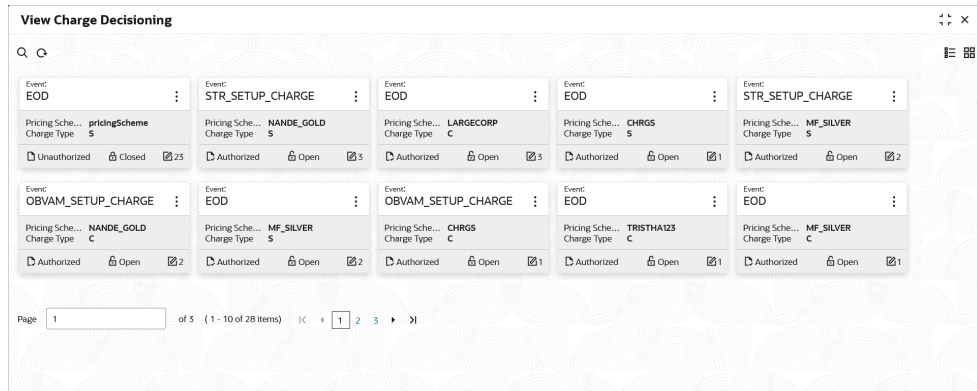 View Charge Decisioning
Event:
EOD
Pricing Sche... pricingScheme
Charge Type S
Unauthorized Closed 23
Event:
STR_SETUP_CHARGE
Pricing Sche... NANDE_GOLD
Charge Type S
Authorized Open 3
Event:
EOD
Pricing Sche... LARGECORP
Charge Type C
Authorized Open 3
Event:
EOD
Pricing Sche... CHRGS
Charge Type S
Authorized Open 1
Event:
STR_SETUP_CHARGE
Pricing Sche... MF_SILVER
Charge Type S
Authorized Open 2
Event:
OBVAM_SETUP_CHARGE
Pricing Sche... NANDE_GOLD
Charge Type C
Authorized Open 2
Event:
EOD
Pricing Sche... MF_SILVER
Charge Type S
Authorized Open 2
Event:
OBVAM_SETUP_CHARGE
Pricing Sche... CHRGS
Charge Type C
Authorized Open 1
Event:
EOD
Pricing Sche... TRISTHA123
Charge Type C
Authorized Open 1
Event:
EOD
Pricing Sche... MF_SILVER
Charge Type C
Authorized Open 1
Page 1 of 3 ( 1 - 10 of 28 items) 1 2 3